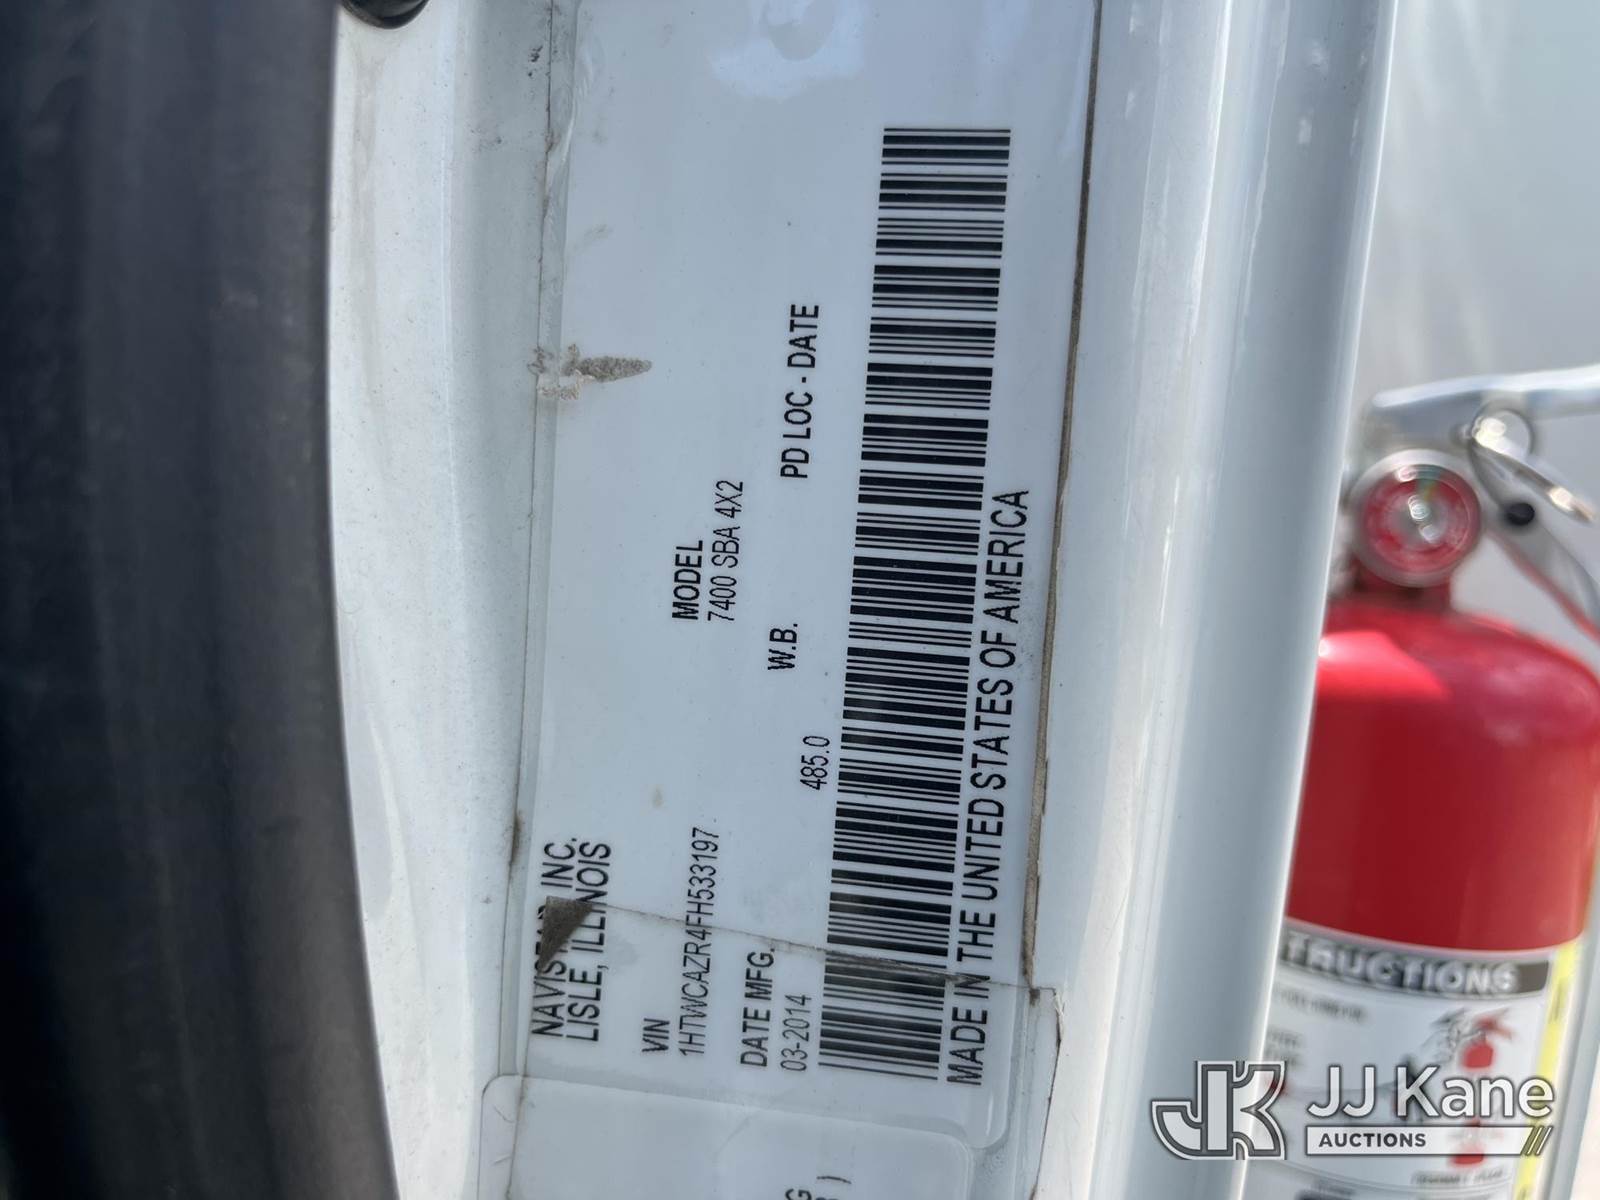 NAVISTAR INC.
LISLE, ILLINOIS
VIN
1HTWCAZR4FH533197
MODEL
7400 SBA 4X2
DATE MFG.
03-2014
W.B.
485.0
PD LOC - DATE
MADE IN THE UNITED STATES OF AMERICA
TRUCTIONS
JJ Kane
AUCTIONS